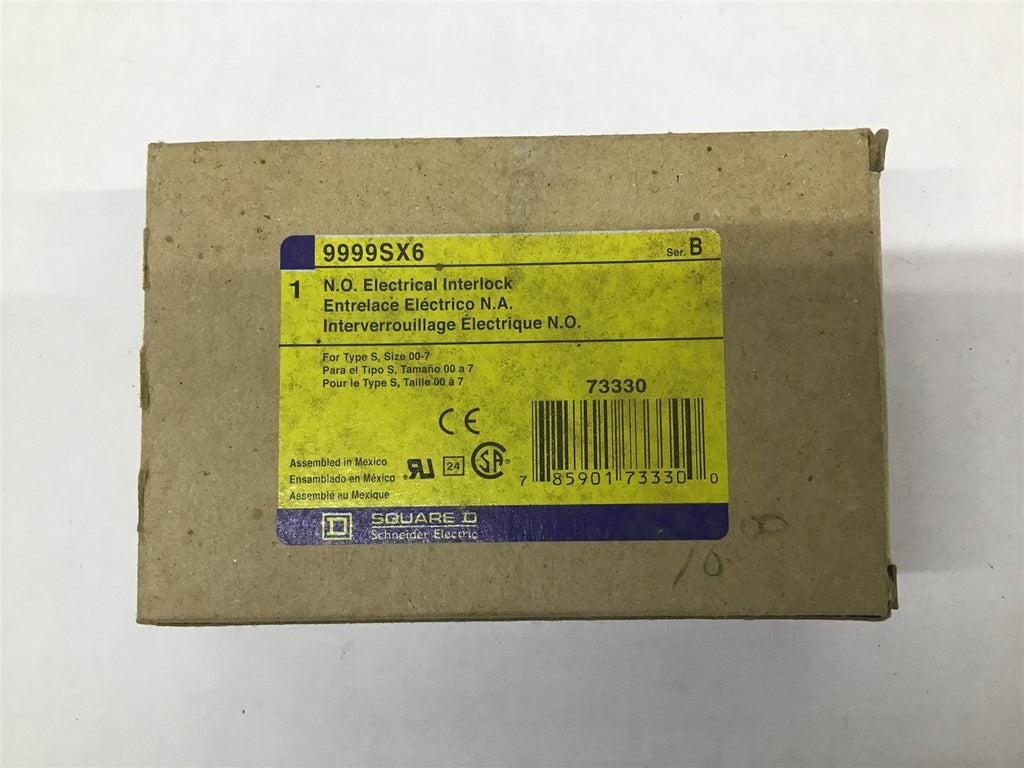 9999SX6
Ser. B
1
N.O. Electrical Interlock
Entrelace Eléctrico N.A.
Interverrouillage Électrique N.O.
For Type S, Size 00-7
Para el Tipo S, Tamaño 00 a 7
Pour le Type S, Taille 00 à 7
73330
CE
Assembled in Mexico
Ensamblado en México
Assemblé au Mexique
24
SA
7 85901 73330 0
SQUARE D
Schneider Electric